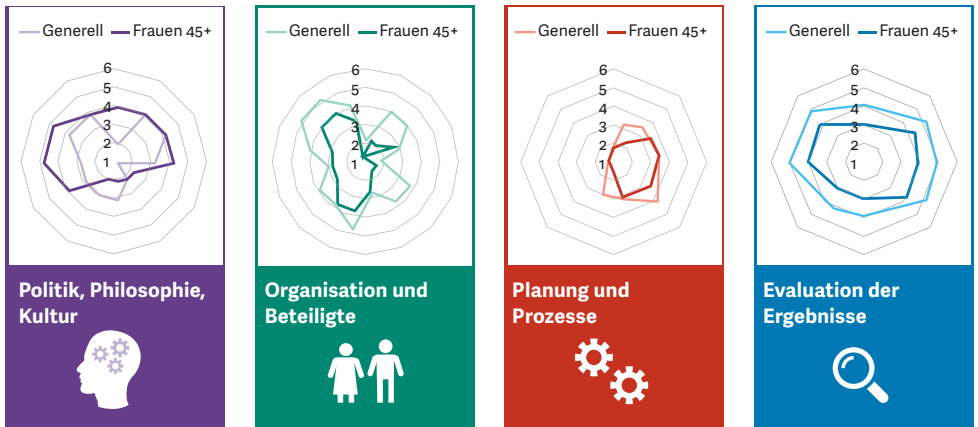 Generell Frauen 45+
6
5
4
3
2
1
Politik, Philosophie,
Kultur
Generell Frauen 45+
6
5
4
3
2
1
Organisation und
Beteiligte
Generell Frauen 45+
6
5
4
3
2
1
Planung und
Prozesse
Generell Frauen 45+
6
5
4
3
2
1
Evaluation der
Ergebnisse